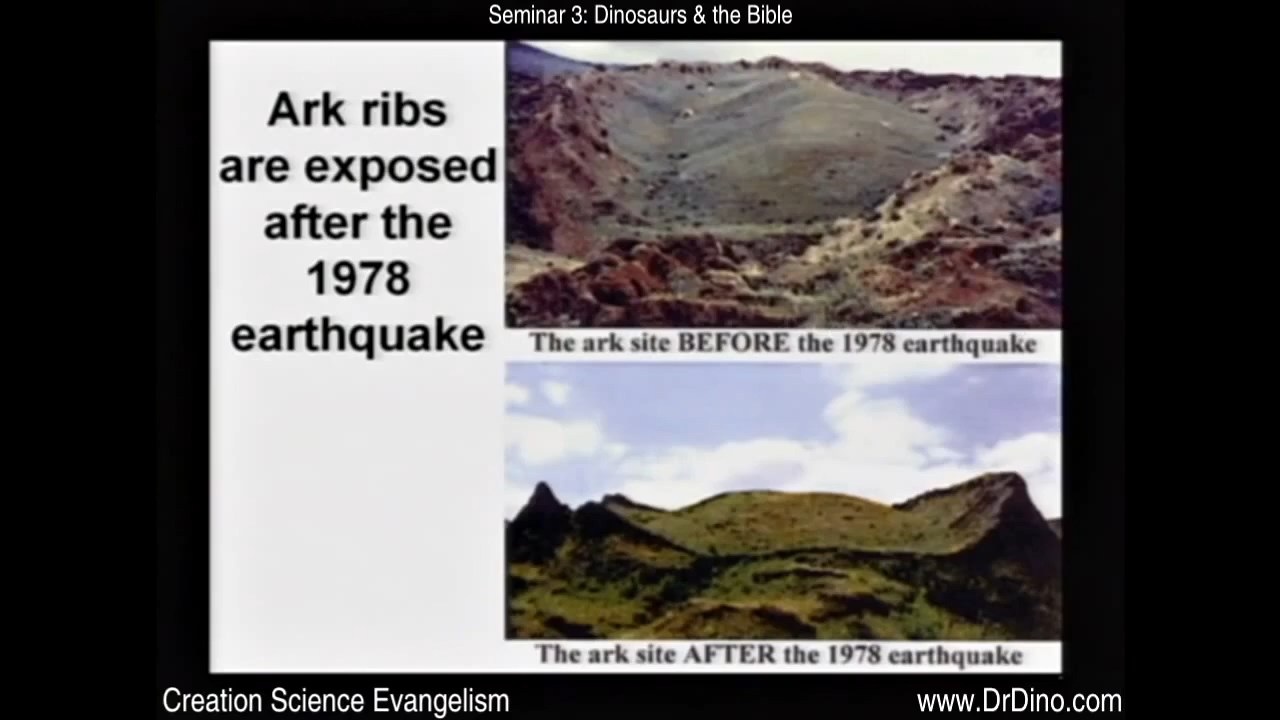 Seminar 3: Dinosaurs & the Bible
Ark ribs
are exposed
after the
1978
earthquake
The ark site BEFORE the 1978 earthquake
The ark site AFTER the 1978 earthquake
Creation Science Evangelism
www.DrDino.com